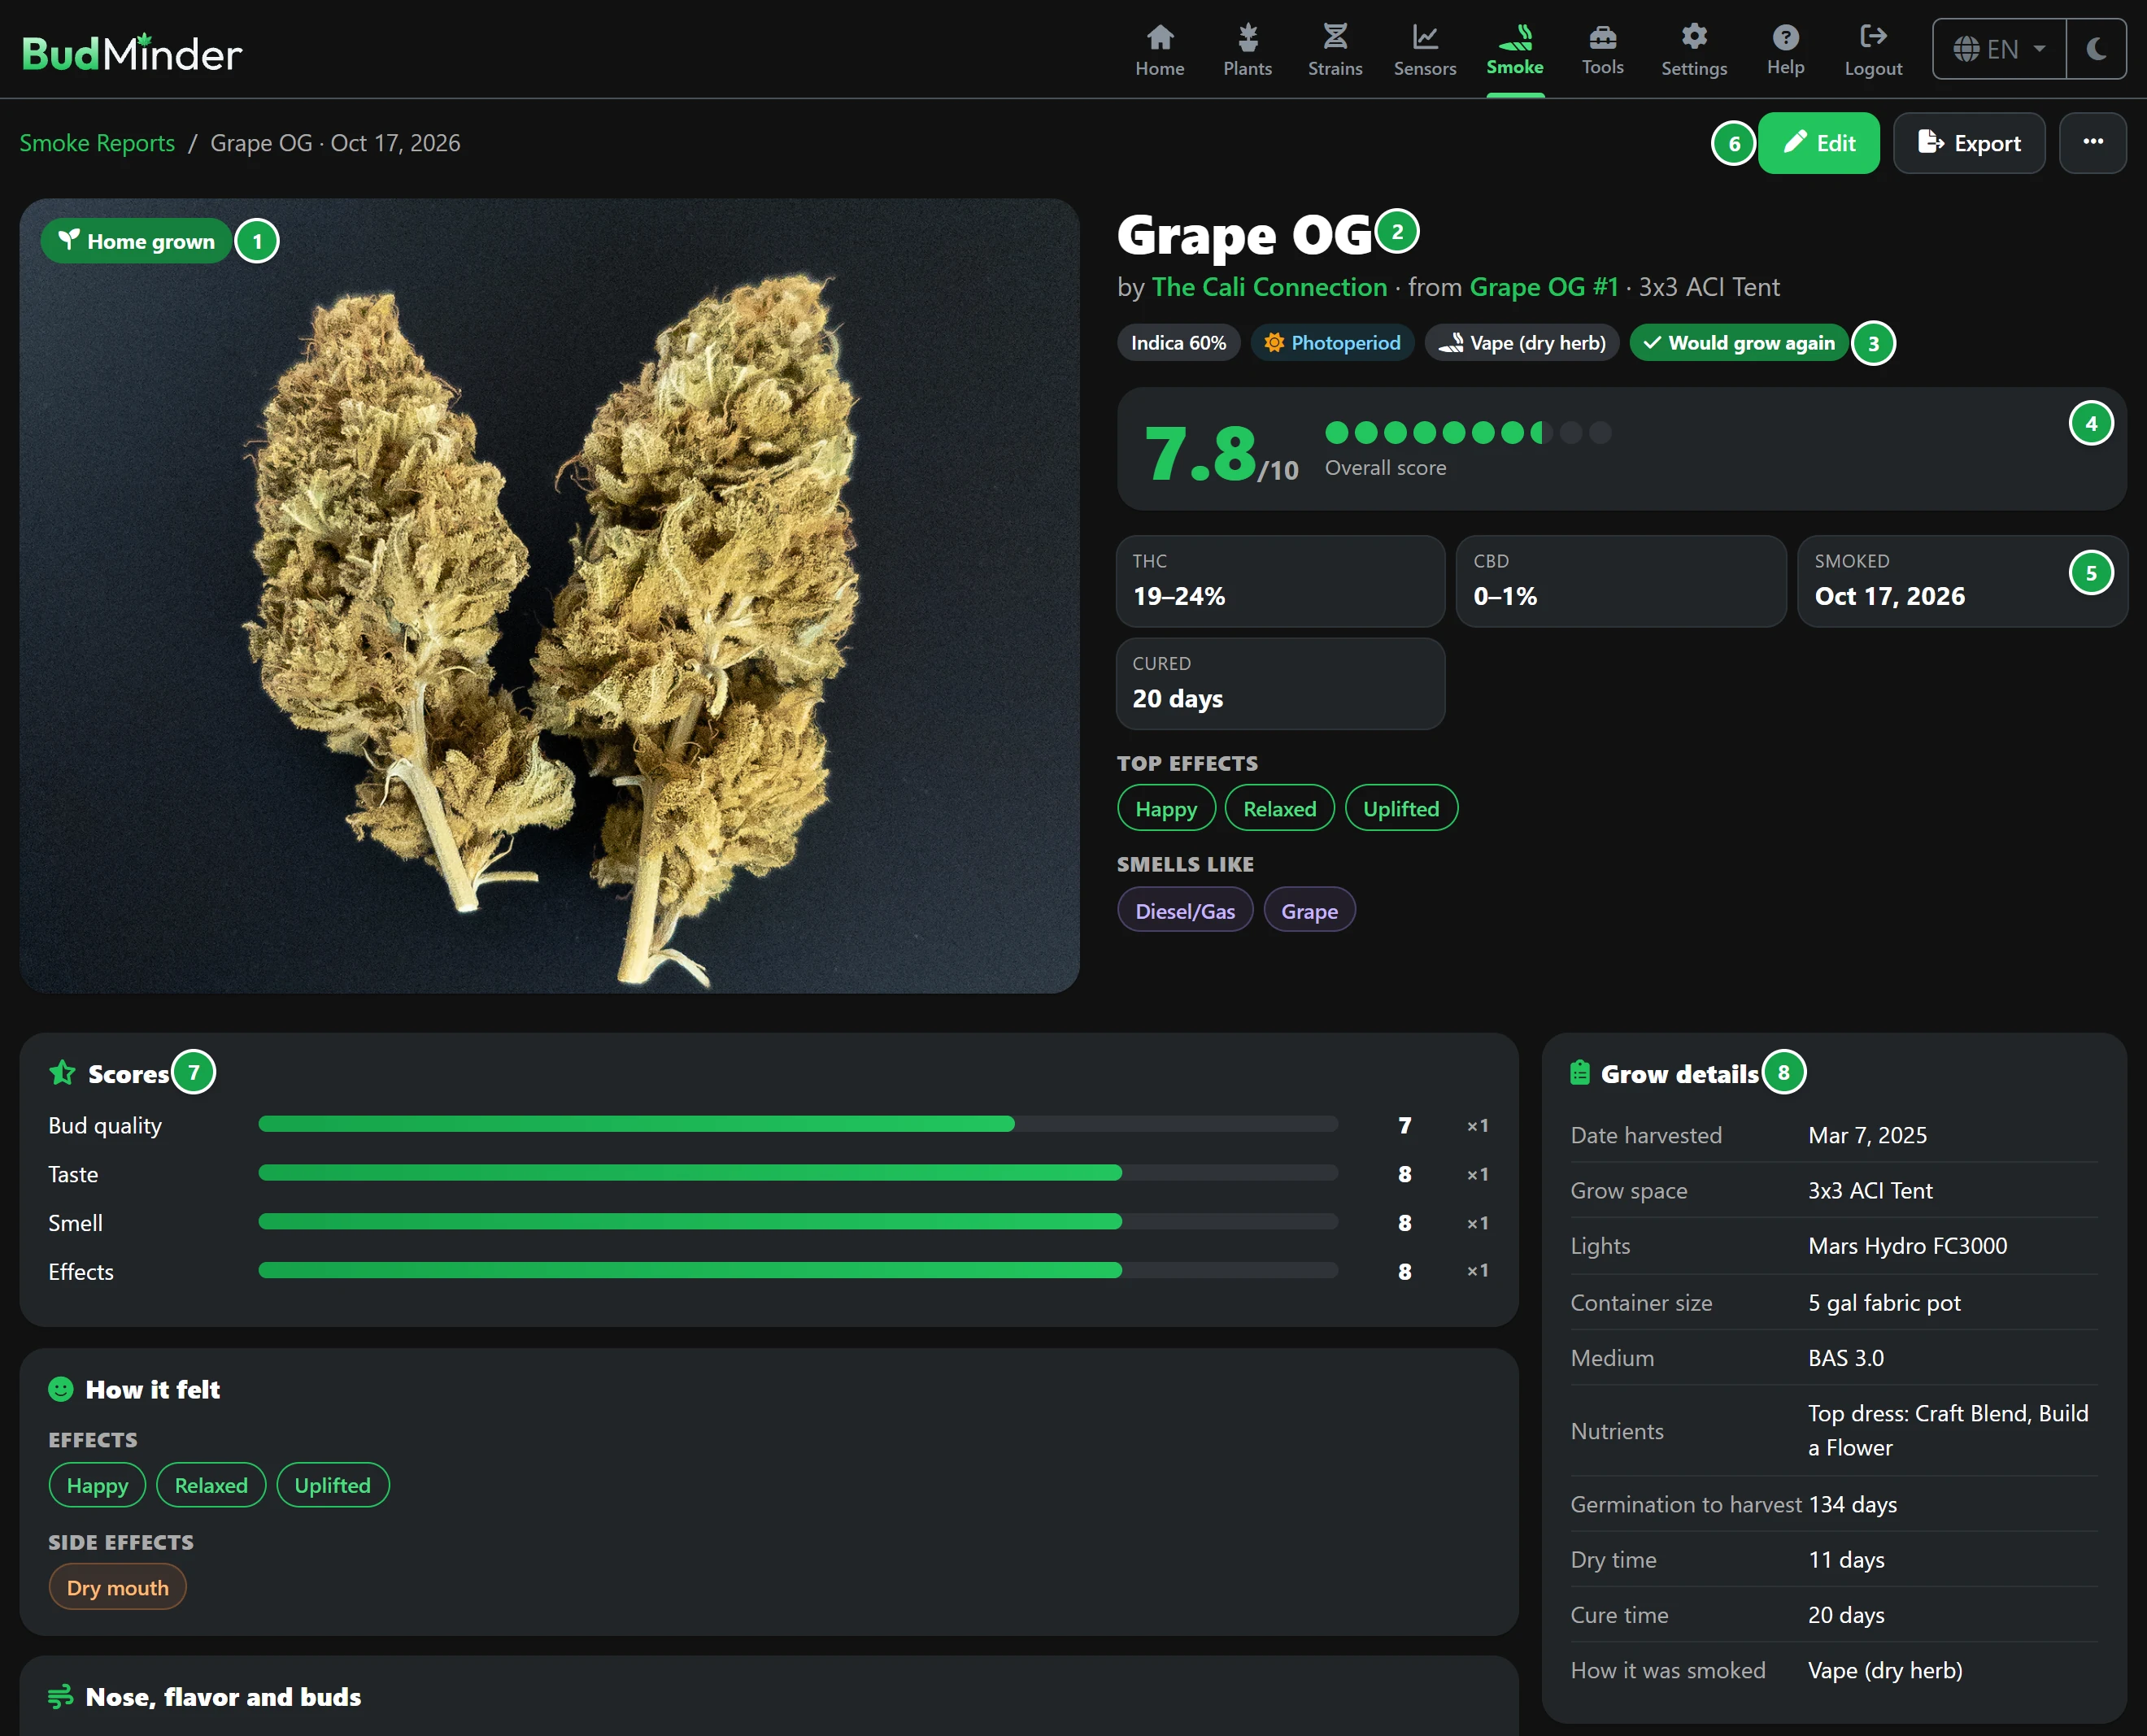 BudMinder
Home
Plants
Strains
Sensors
Smoke
Tools
Settings
Help
Logout
EN
Smoke Reports / Grape OG · Oct 17, 2026
6
Edit
Export
Home grown
1
Grape OG
2
by The Cali Connection · from Grape OG #1 · 3x3 ACI Tent
Indica 60%
Photoperiod
Vape (dry herb)
Would grow again
3
7.8/10
Overall score
4
THC
19–24%
CBD
0–1%
SMOKED
Oct 17, 2026
5
CURED
20 days
TOP EFFECTS
Happy
Relaxed
Uplifted
SMELLS LIKE
Diesel/Gas
Grape
Scores
7
Bud quality 7 ×1
Taste 8 ×1
Smell 8 ×1
Effects 8 ×1
How it felt
EFFECTS
Happy
Relaxed
Uplifted
SIDE EFFECTS
Dry mouth
Nose, flavor and buds
Grow details
8
Date harvested Mar 7, 2025
Grow space 3x3 ACI Tent
Lights Mars Hydro FC3000
Container size 5 gal fabric pot
Medium BAS 3.0
Nutrients Top dress: Craft Blend, Build
a Flower
Germination to harvest 134 days
Dry time 11 days
Cure time 20 days
How it was smoked Vape (dry herb)